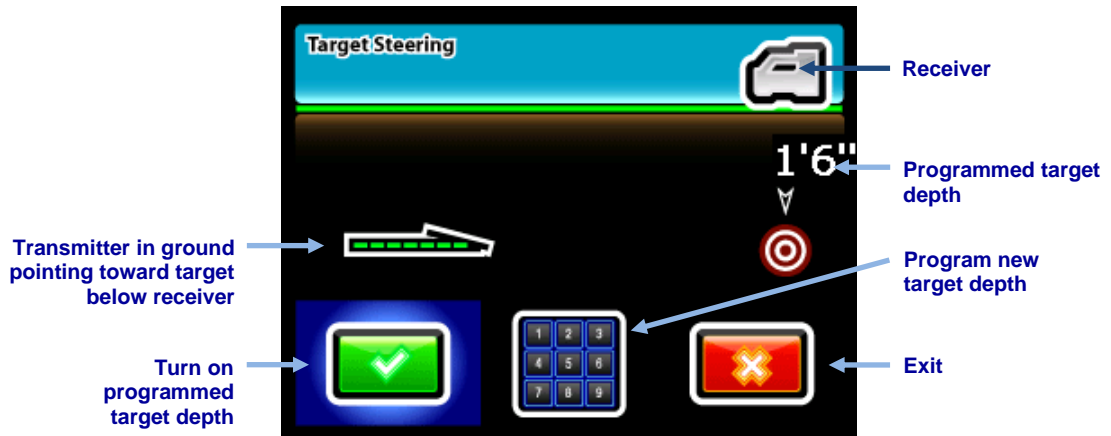 Target Steering
Receiver
1'6"
Programmed target
depth
Transmitter in ground
pointing toward target
below receiver
Program new
target depth
1 2 3
4 5 6
7 8 9
Turn on
programmed
target depth
Exit